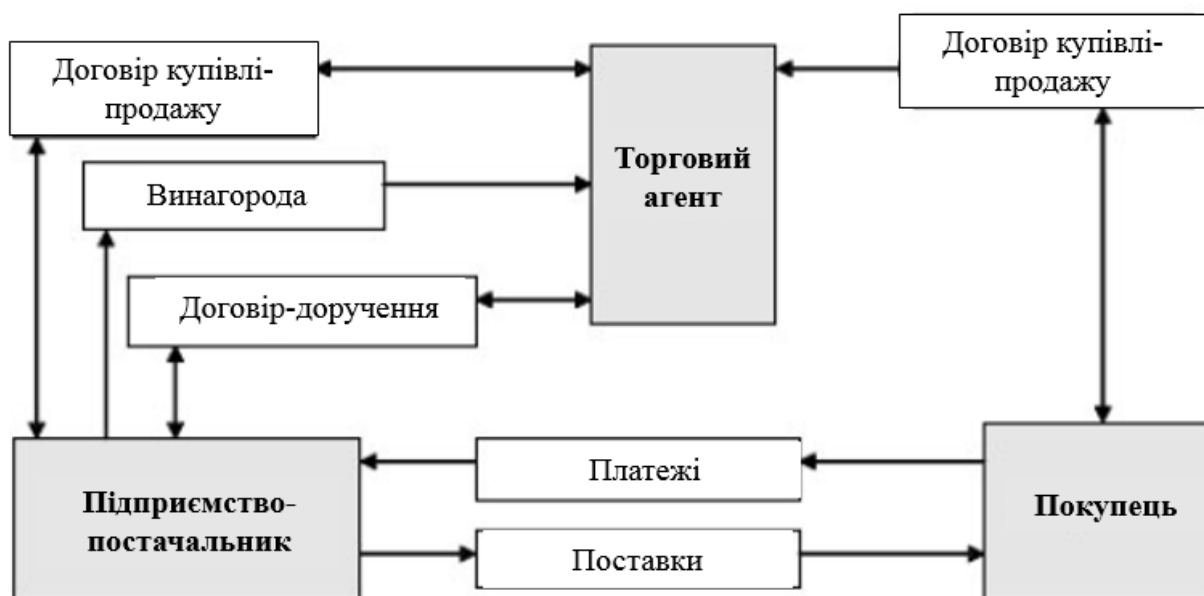 Договір купівлі-
продажу
Договір купівлі-
продажу
Торговий
агент
Винагорода
Договір-доручення
Платежі
Підприємство-
постачальник
Покупець
Поставки